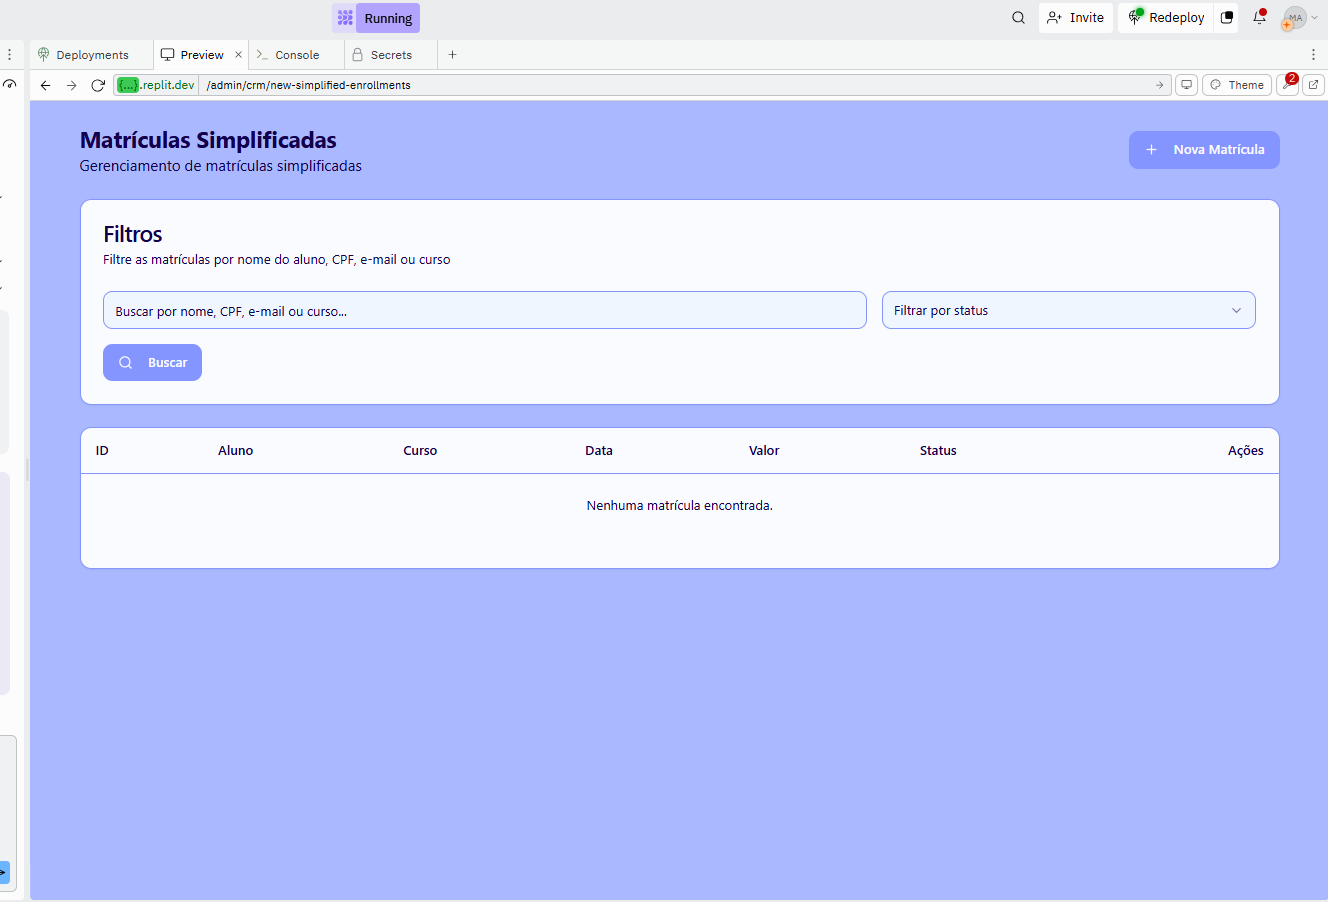 Running
Invite
Redeploy
MA
Deployments
Preview
Console
Secrets
{...}.replit.dev
/admin/crm/new-simplified-enrollments
Theme
2
Matrículas Simplificadas
Gerenciamento de matrículas simplificadas
Nova Matrícula
Filtros
Filtre as matrículas por nome do aluno, CPF, e-mail ou curso
Buscar por nome, CPF, e-mail ou curso...
Filtrar por status
Buscar
ID Aluno Curso Data Valor Status Ações
Nenhuma matrícula encontrada.